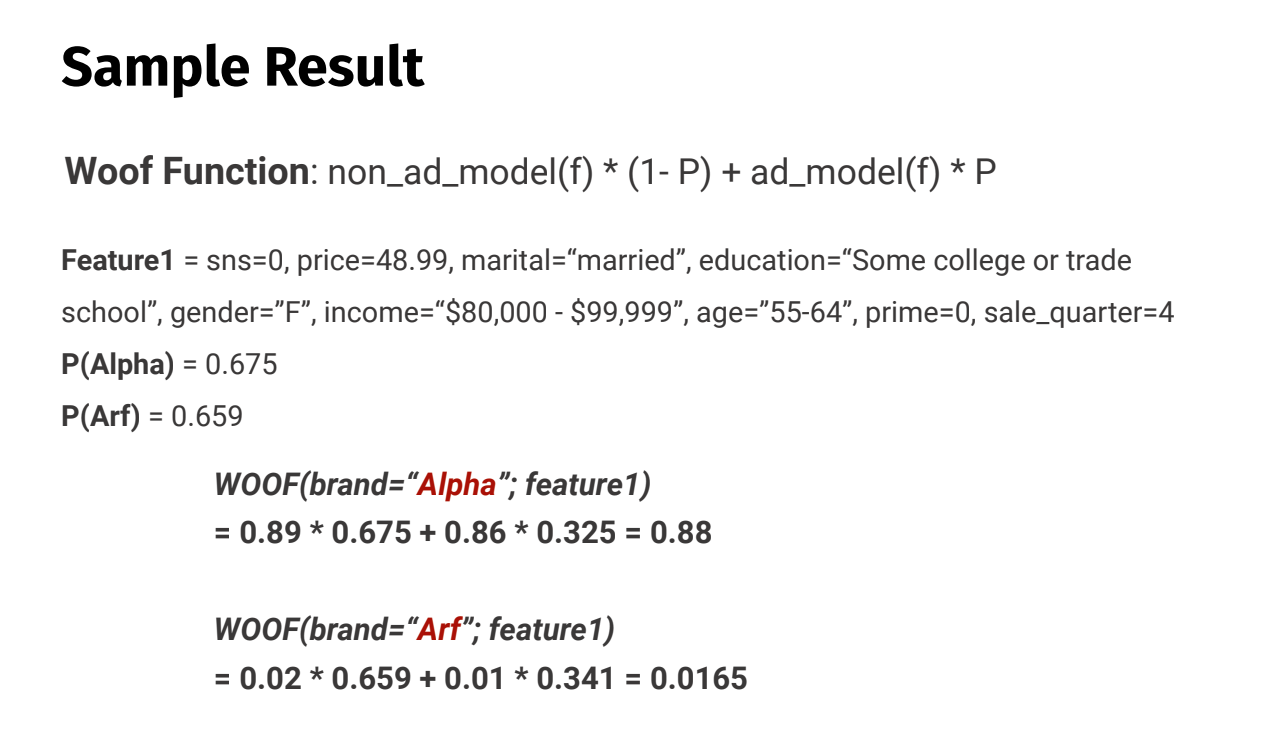 Sample Result
Woof Function: non_ad_model(f) * (1- P) + ad_model(f) * P
Feature1 = sns=0, price=48.99, marital=“married”, education=“Some college or trade
school”, gender=”F”, income=“$80,000 - $99,999”, age=”55-64”, prime=0, sale_quarter=4
P(Alpha) = 0.675
P(Arf) = 0.659
WOOF(brand=“Alpha”; feature1)
= 0.89 * 0.675 + 0.86 * 0.325 = 0.88
WOOF(brand=“Arf”; feature1)
= 0.02 * 0.659 + 0.01 * 0.341 = 0.0165